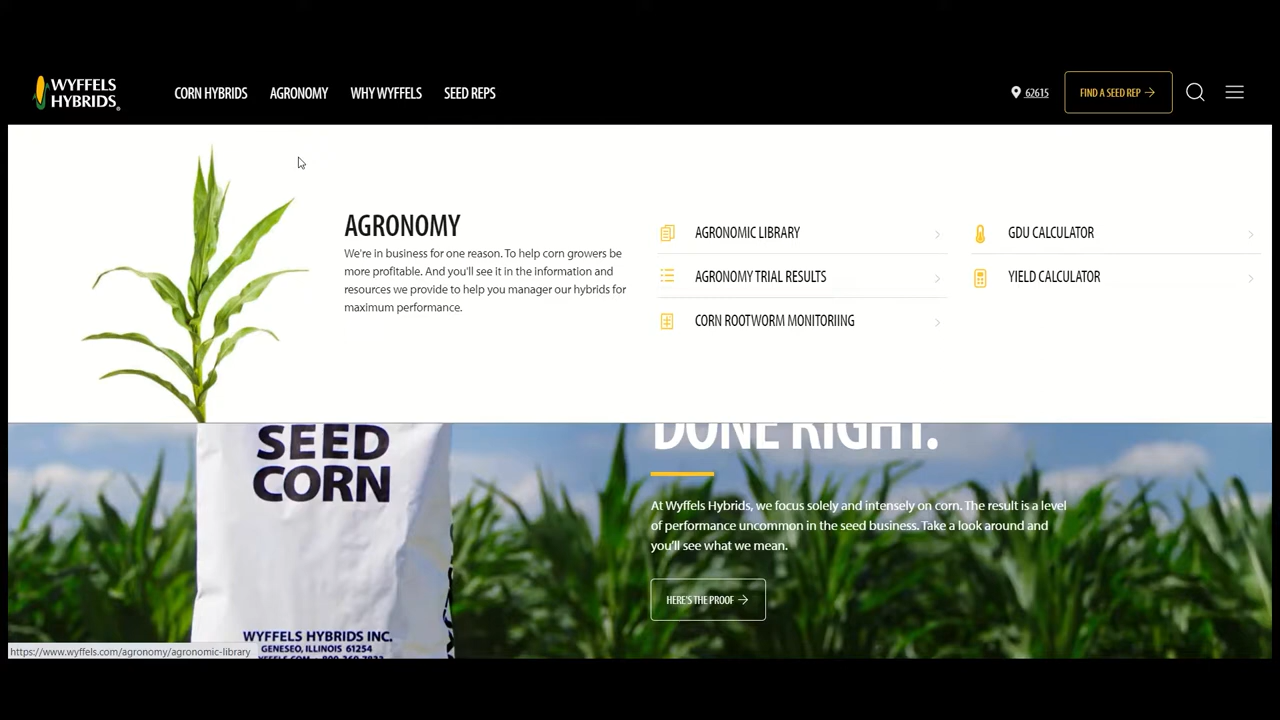 WYFFELS
HYBRIDS®
CORN HYBRIDS
AGRONOMY
WHY WYFFELS
SEED REPS
62615
FIND A SEED REP
AGRONOMY
We're in business for one reason. To help corn growers be
more profitable. And you'll see it in the information and
resources we provide to help you manager our hybrids for
maximum performance.
AGRONOMIC LIBRARY
AGRONOMY TRIAL RESULTS
CORN ROOTWORM MONITORIING
GDU CALCULATOR
YIELD CALCULATOR
DONE RIGHT.
At Wyffels Hybrids, we focus solely and intensely on corn. The result is a level
of performance uncommon in the seed business. Take a look around and
you'll see what we mean.
HERE'S THE PROOF
SEED
CORN
WYFFELS HYBRIDS INC.
GENESEO, ILLINOIS 61254
https://www.wyffels.com/agronomy/agronomic-library